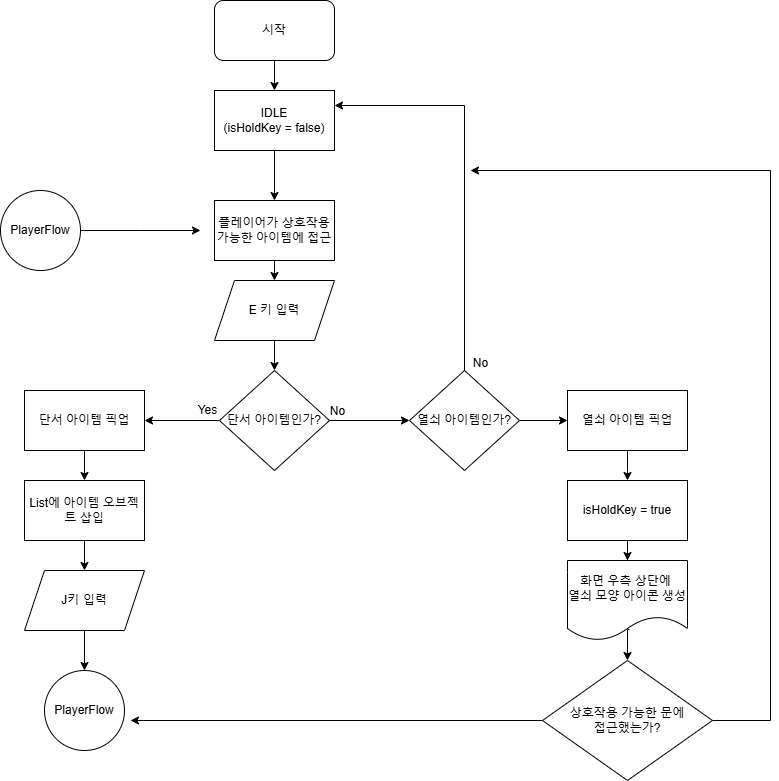 시작
IDLE
(isHoldKey = false)
PlayerFlow
플레이어가 상호작용
가능한 아이템에 접근
E 키 입력
No
Yes
단서 아이템인가?
No
열쇠 아이템인가?
단서 아이템 픽업
열쇠 아이템 픽업
List에 아이템 오브젝
트 삽입
isHoldKey = true
J키 입력
화면 우측 상단에
열쇠 모양 아이콘 생성
PlayerFlow
상호작용 가능한 문에
접근했는가?